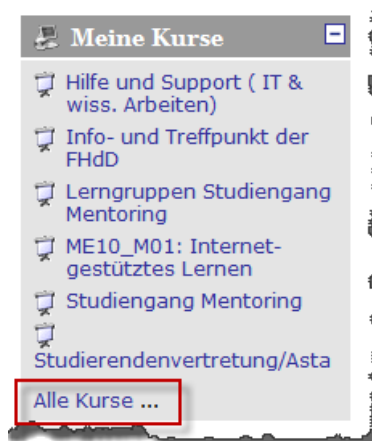 Meine Kurse
Hilfe und Support ( IT &
wiss. Arbeiten)
Info- und Treffpunkt der
FHdD
Lerngruppen Studiengang
Mentoring
ME10_M01: Internet-
gestütztes Lernen
Studiengang Mentoring
Studierendenvertretung/Asta
Alle Kurse ...